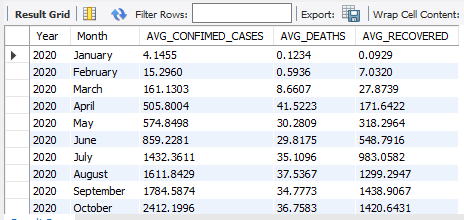 Result Grid Filter Rows: Export: Wrap Cell Content:
Year Month AVG_CONFIMED_CASES AVG_DEATHS AVG_RECOVERED
2020 January 4.1455 0.1234 0.0929
2020 February 15.2960 0.5936 7.0320
2020 March 161.1303 8.6607 27.8739
2020 April 505.8004 41.5223 171.6422
2020 May 574.8498 30.2809 318.2964
2020 June 859.2281 29.8175 548.7916
2020 July 1432.3611 35.1096 983.0582
2020 August 1611.8429 37.5367 1299.2947
2020 September 1784.5874 34.7773 1438.9067
2020 October 2412.1996 36.7583 1420.6431